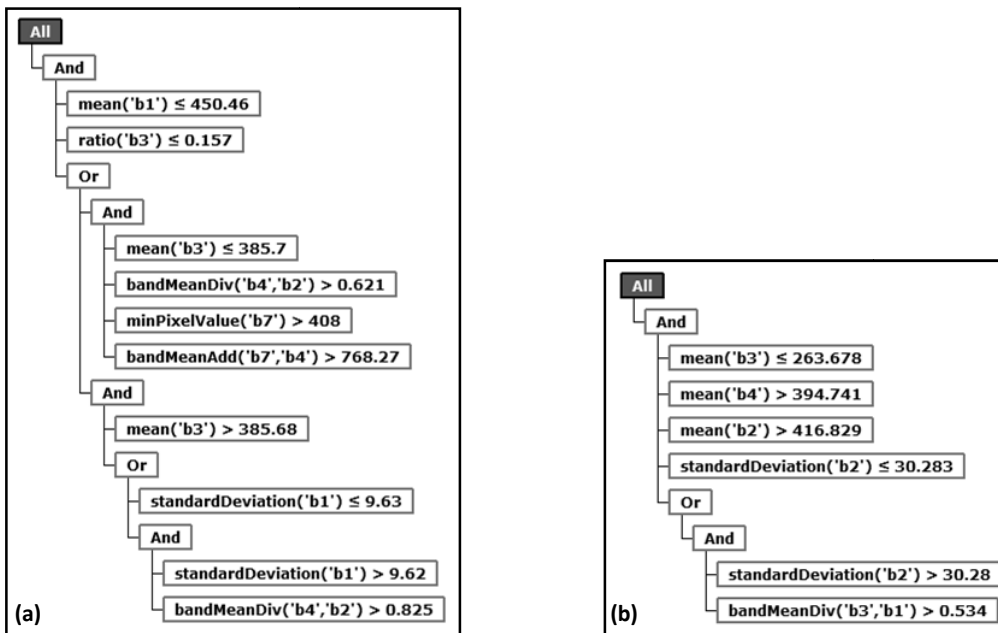 All
And
mean('b1') ≤ 450.46
ratio('b3') ≤ 0.157
Or
And
mean('b3') ≤ 385.7
bandMeanDiv('b4','b2') > 0.621
minPixelValue('b7') > 408
bandMeanAdd('b7','b4') > 768.27
And
mean('b3') > 385.68
Or
standardDeviation('b1') ≤ 9.63
And
standardDeviation('b1') > 9.62
bandMeanDiv('b4','b2') > 0.825
(a)
All
And
mean('b3') ≤ 263.678
mean('b4') > 394.741
mean('b2') > 416.829
standardDeviation('b2') ≤ 30.283
Or
And
standardDeviation('b2') > 30.28
bandMeanDiv('b3','b1') > 0.534
(b)